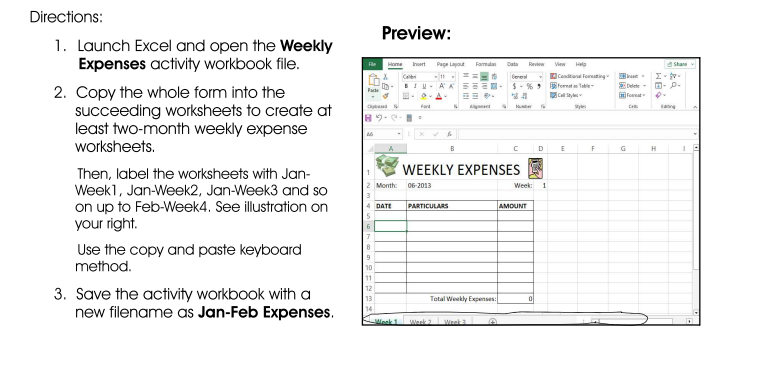 Directions:
1. Launch Excel and open the Weekly
Expenses activity workbook file.
2. Copy the whole form into the
succeeding worksheets to create at
least two-month weekly expense
worksheets.
Then, label the worksheets with Jan-
Week1, Jan-Week2, Jan-Week3 and so
on up to Feb-Week4. See illustration on
your right.
Use the copy and paste keyboard
method.
3. Save the activity workbook with a
new filename as Jan-Feb Expenses.
Preview:
File Home Insert Page Layout Formulas Data Review View Help Share
Calibri 11 General Conditional Formatting Insert
Paste B I U A $ % Format as Table Delete
Cell Styles Format
Clipboard Font Alignment Number Styles Cells Editing
A6 fx
A B C D E F G H I
1 WEEKLY EXPENSES
2 Month: 06-2013 Week: 1
3
4 DATE PARTICULARS AMOUNT
5
6
7
8
9
10
11
12
13 Total Weekly Expenses: 0
14
Week 1 Week 2 Week 3